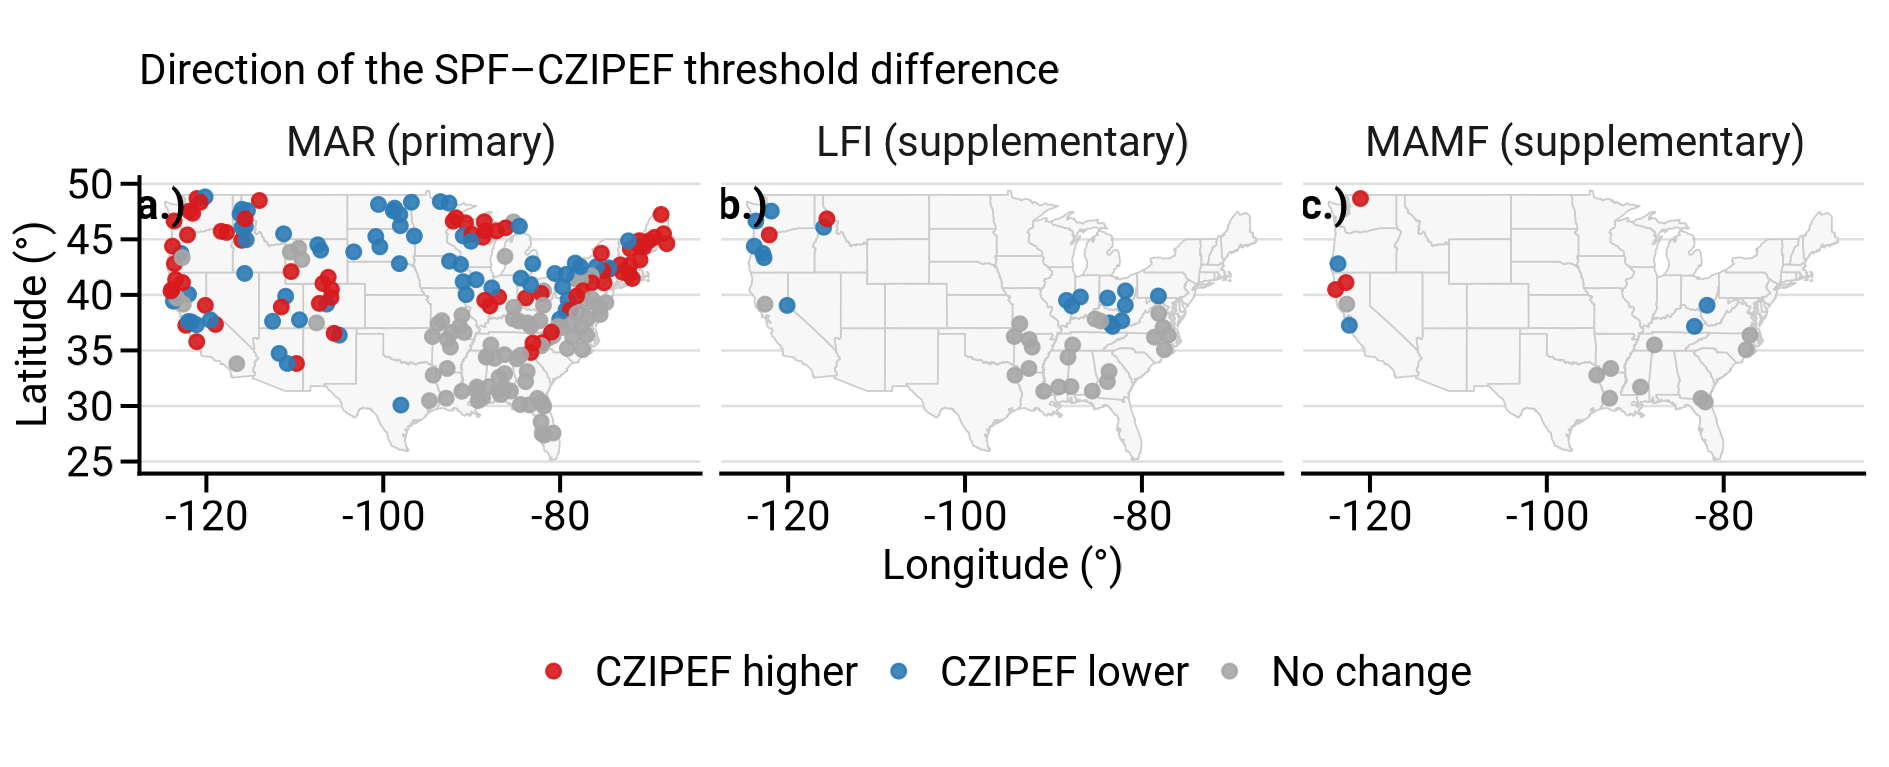 Direction of the SPF–CZIPEF threshold difference
MAR (primary)
LFI (supplementary)
MAMF (supplementary)
a.)
b.)
c.)
50
45
40
35
30
25
Latitude (°)
-120
-100
-80
-120
-100
-80
-120
-100
-80
Longitude (°)
CZIPEF higher
CZIPEF lower
No change